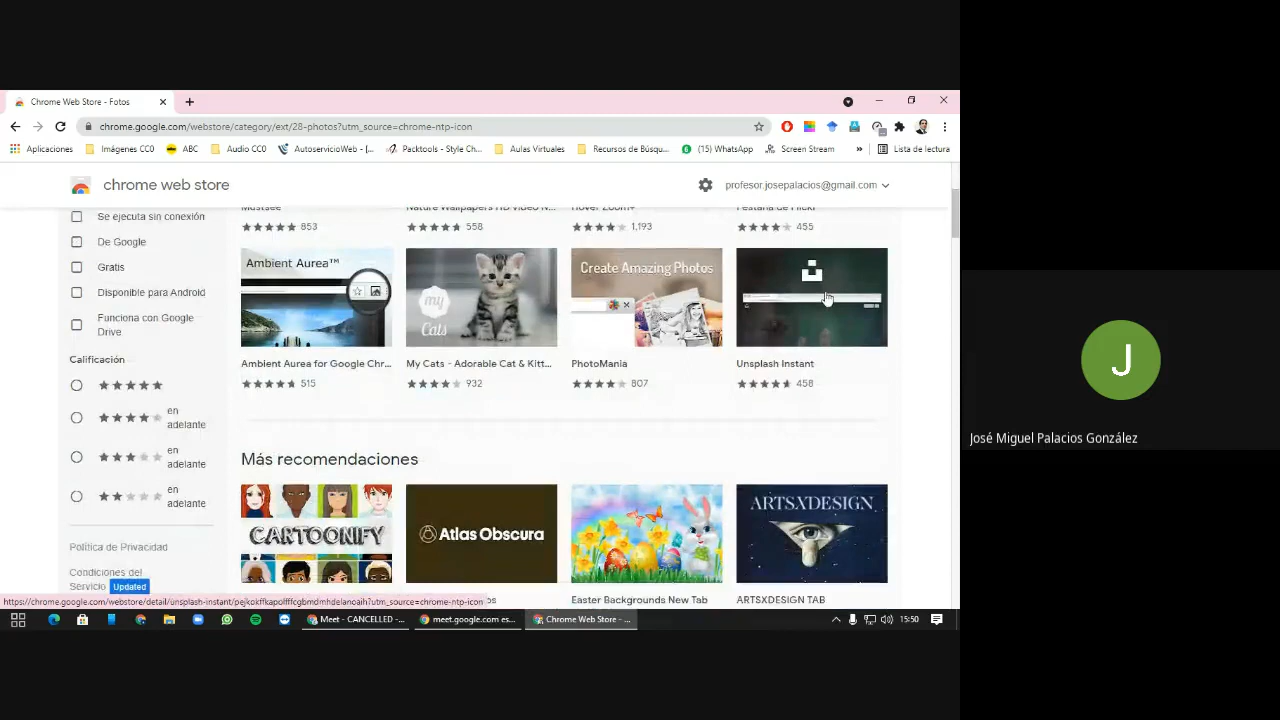 Chrome Web Store - Fotos
chrome.google.com/webstore/category/ext/28-photos?utm_source=chrome-ntp-icon
Aplicaciones
Imágenes CC0
ABC
Audio CC0
AutoservicioWeb - [...
Packtools - Style Ch...
Aulas Virtuales
Recursos de Búsqu...
(15) WhatsApp
Screen Stream
»
Lista de lectura
chrome web store
profesor.josepalacios@gmail.com
Se ejecuta sin conexión
De Google
Gratis
Disponible para Android
Funciona con Google
Drive
Calificación
en
adelante
en
adelante
en
adelante
Política de Privacidad
Condiciones del
Servicio
Updated
853
558
1,193
455
Ambient Aurea™
my
Cats
Create Amazing Photos
Ambient Aurea for Google Chr...
My Cats - Adorable Cat & Kitt...
PhotoMania
Unsplash Instant
515
932
807
458
Más recomendaciones
CARTOONIFY
Atlas Obscura
ARTSXDESIGN
Easter Backgrounds New Tab
ARTSXDESIGN TAB
Meet - CANCELLED -...
meet.google.com es...
Chrome Web Store - ...
15:50
J
José Miguel Palacios González